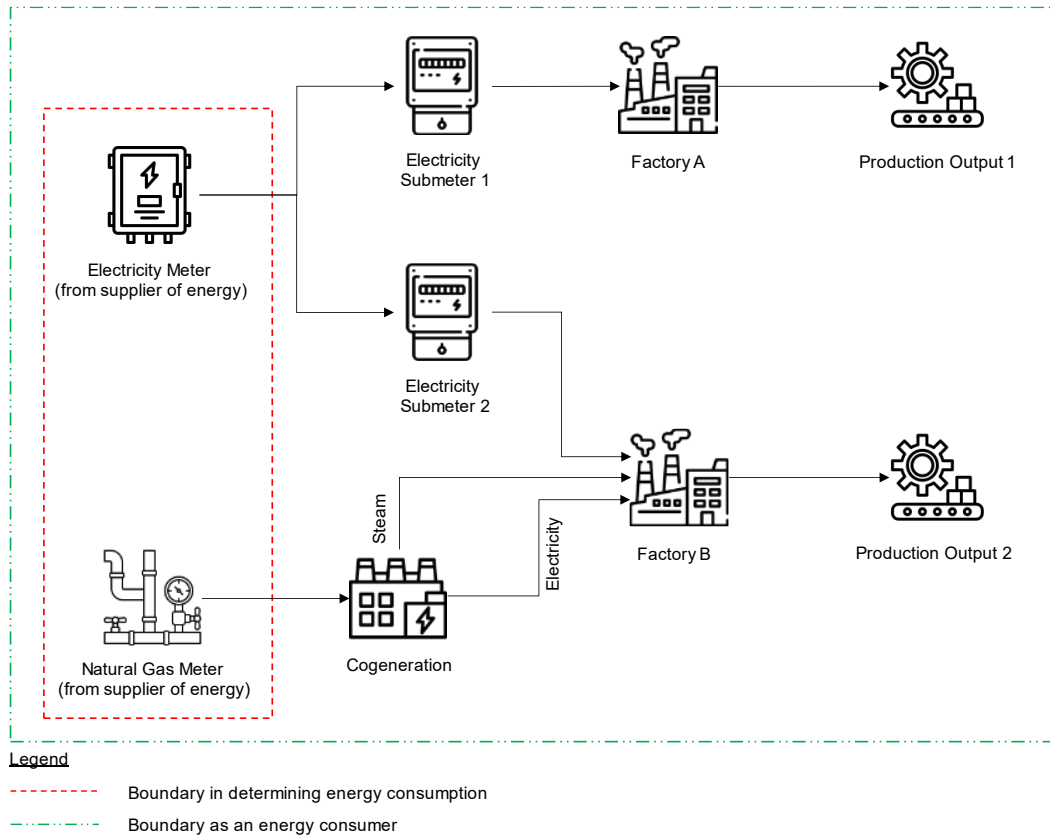 Electricity
Submeter 1
Factory A
Production Output 1
Electricity Meter
(from supplier of energy)
Electricity
Submeter 2
Steam
Electricity
Factory B
Production Output 2
Cogeneration
Natural Gas Meter
(from supplier of energy)
Legend
Boundary in determining energy consumption
Boundary as an energy consumer